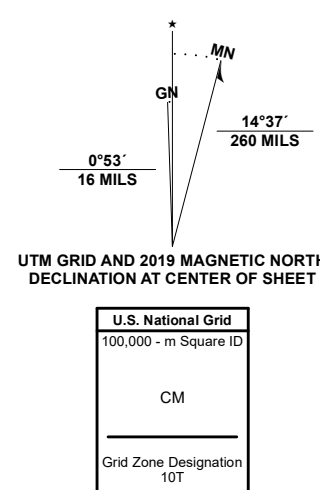 ★
MN
GN
14°37´
260 MILS
0°53´
16 MILS
UTM GRID AND 2019 MAGNETIC NORTH
DECLINATION AT CENTER OF SHEET
U.S. National Grid
100,000 - m Square ID
CM
Grid Zone Designation
10T